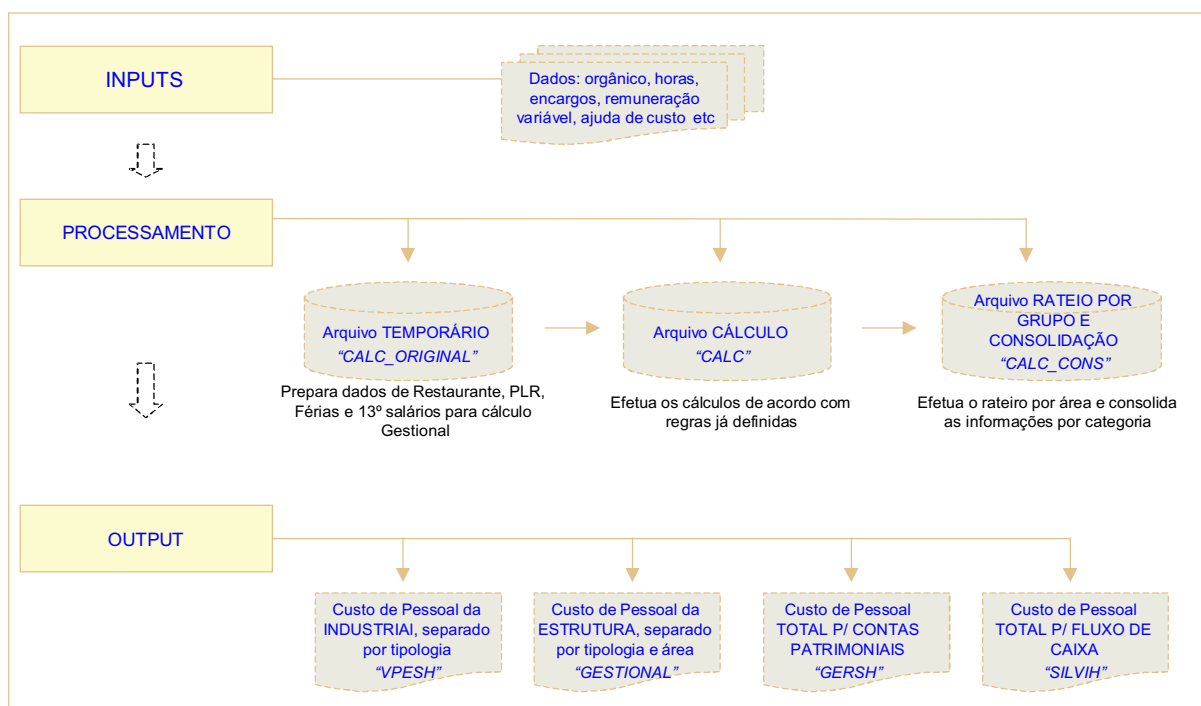 INPUTS
Dados: orgânico, horas,
encargos, remuneração
variável, ajuda de custo etc
PROCESSAMENTO
Arquivo TEMPORÁRIO
“CALC_ORIGINAL”
Prepara dados de Restaurante, PLR,
Férias e 13º salários para cálculo
Gestional
Arquivo CÁLCULO
“CALC”
Efetua os cálculos de acordo com
regras já definidas
Arquivo RATEIO POR
GRUPO E
CONSOLIDAÇÃO
“CALC_CONS”
Efetua o rateiro por área e consolida
as informações por categoria
OUTPUT
Custo de Pessoal da
INDUSTRIAl, separado
por tipologia
“VPESH”
Custo de Pessoal da
ESTRUTURA, separado
por tipologia e área
“GESTIONAL”
Custo de Pessoal
TOTAL P/ CONTAS
PATRIMONIAIS
“GERSH”
Custo de Pessoal
TOTAL P/ FLUXO DE
CAIXA
“SILVIH”